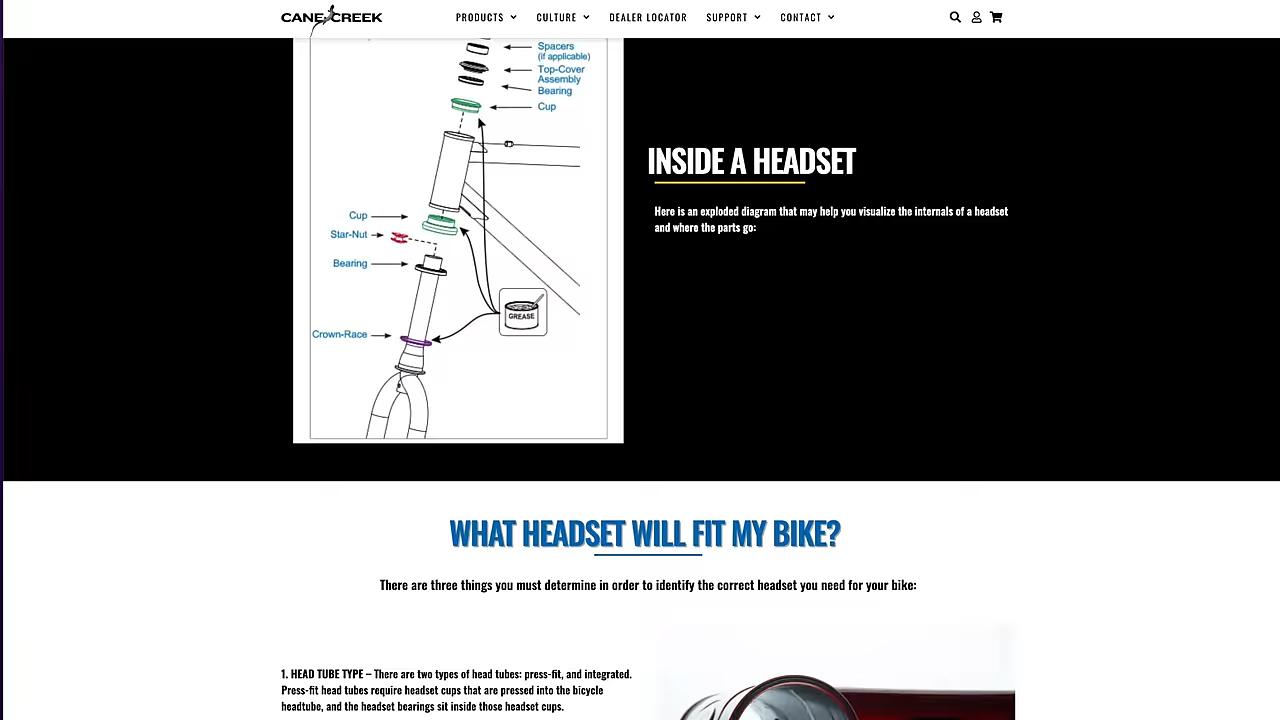 CANE CREEK
PRODUCTS
CULTURE
DEALER LOCATOR
SUPPORT
CONTACT
Spacers
(if applicable)
Top-Cover
Assembly
Bearing
Cup
Cup
Star-Nut
Bearing
GREASE
Crown-Race
INSIDE A HEADSET
Here is an exploded diagram that may help you visualize the internals of a headset
and where the parts go:
WHAT HEADSET WILL FIT MY BIKE?
There are three things you must determine in order to identify the correct headset you need for your bike:
1. HEAD TUBE TYPE – There are two types of head tubes: press-fit, and integrated.
Press-fit head tubes require headset cups that are pressed into the bicycle
headtube, and the headset bearings sit inside those headset cups.